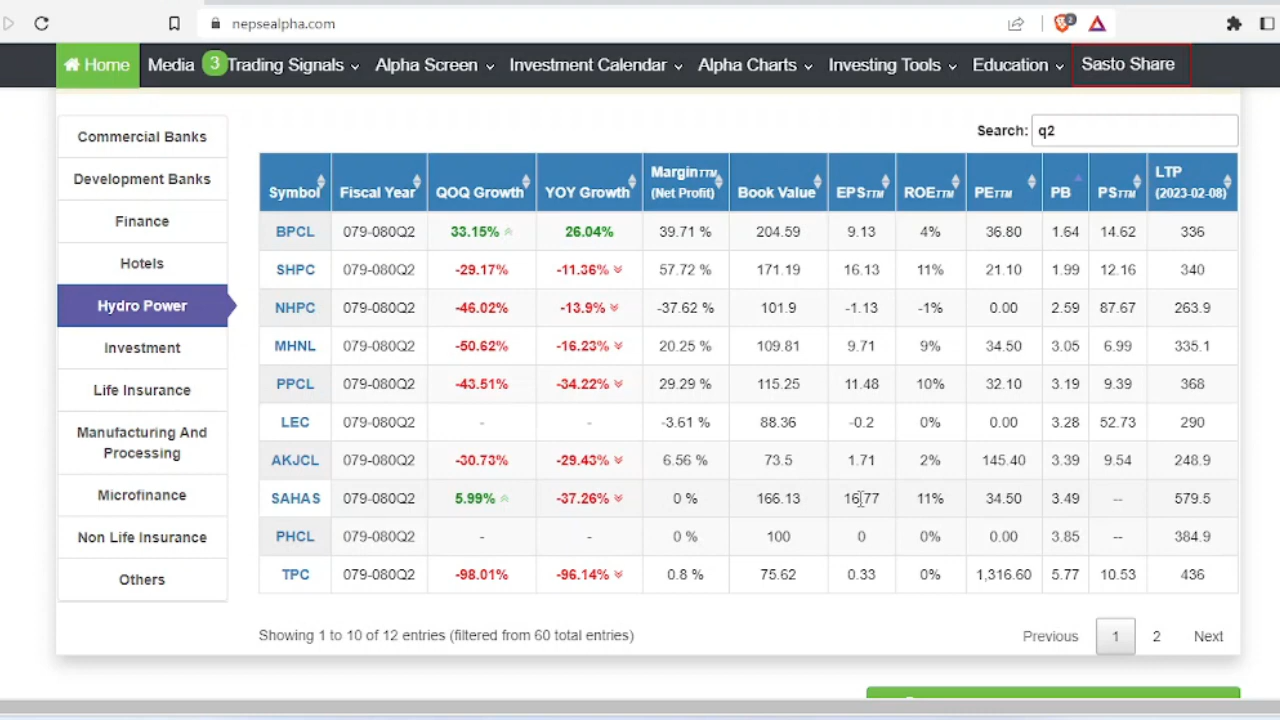 nepsealpha.com
2
Home Media 3 Trading Signals Alpha Screen Investment Calendar Alpha Charts Investing Tools Education Sasto Share
Commercial Banks
Development Banks
Finance
Hotels
Hydro Power
Investment
Life Insurance
Manufacturing And
Processing
Microfinance
Non Life Insurance
Others
Search: q2
Symbol Fiscal Year QOQ Growth YOY Growth Margin TTM (Net Profit) Book Value EPS TTM ROE TTM PE TTM PB PS TTM LTP (2023-02-08)
BPCL 079-080Q2 33.15% 26.04% 39.71 % 204.59 9.13 4% 36.80 1.64 14.62 336
SHPC 079-080Q2 -29.17% -11.36% 57.72 % 171.19 16.13 11% 21.10 1.99 12.16 340
NHPC 079-080Q2 -46.02% -13.9% -37.62 % 101.9 -1.13 -1% 0.00 2.59 87.67 263.9
MHNL 079-080Q2 -50.62% -16.23% 20.25 % 109.81 9.71 9% 34.50 3.05 6.99 335.1
PPCL 079-080Q2 -43.51% -34.22% 29.29 % 115.25 11.48 10% 32.10 3.19 9.39 368
LEC 079-080Q2 - - -3.61 % 88.36 -0.2 0% 0.00 3.28 52.73 290
AKJCL 079-080Q2 -30.73% -29.43% 6.56 % 73.5 1.71 2% 145.40 3.39 9.54 248.9
SAHAS 079-080Q2 5.99% -37.26% 0 % 166.13 16.77 11% 34.50 3.49 -- 579.5
PHCL 079-080Q2 - - 0 % 100 0 0% 0.00 3.85 -- 384.9
TPC 079-080Q2 -98.01% -96.14% 0.8 % 75.62 0.33 0% 1,316.60 5.77 10.53 436
Showing 1 to 10 of 12 entries (filtered from 60 total entries)
Previous 1 2 Next